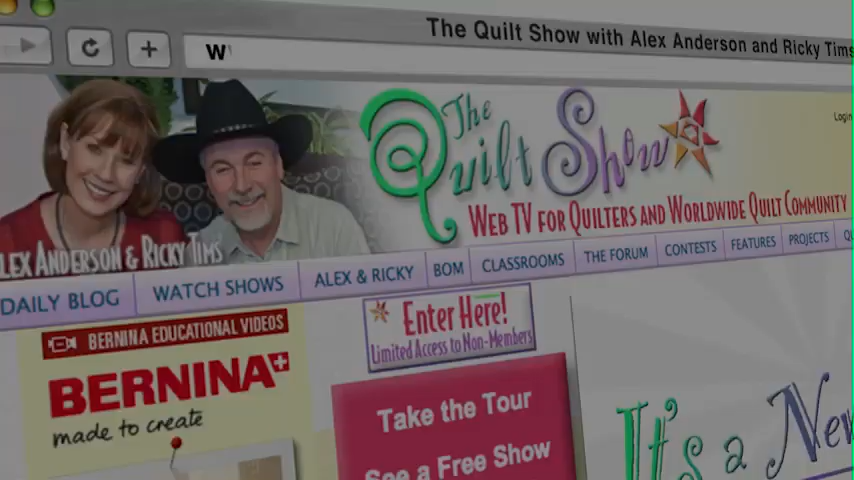 The Quilt Show with Alex Anderson and Ricky Tims
W
Login
The Quilt Show
WEB TV FOR QUILTERS AND WORLDWIDE QUILT COMMUNITY
ALEX ANDERSON & RICKY TIMS
DAILY BLOG WATCH SHOWS ALEX & RICKY BOM CLASSROOMS THE FORUM CONTESTS FEATURES PROJECTS
BERNINA EDUCATIONAL VIDEOS
Enter Here!
Limited Access to Non-Members
BERNINA+
made to create
Take the Tour
See a Free Show
It's a New